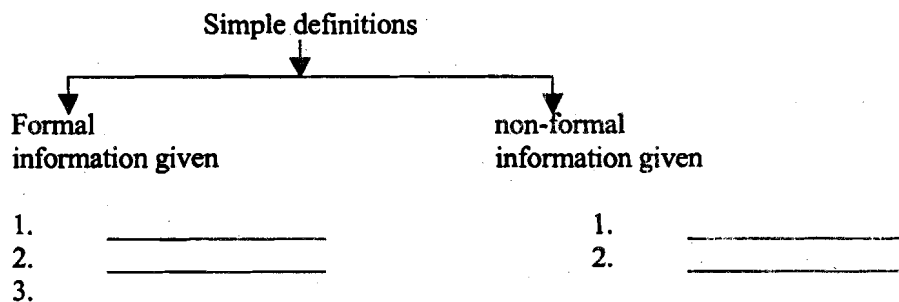 Simple definitions
Formal
information given
non-formal
information given
1.
2.
3.
1.
2.